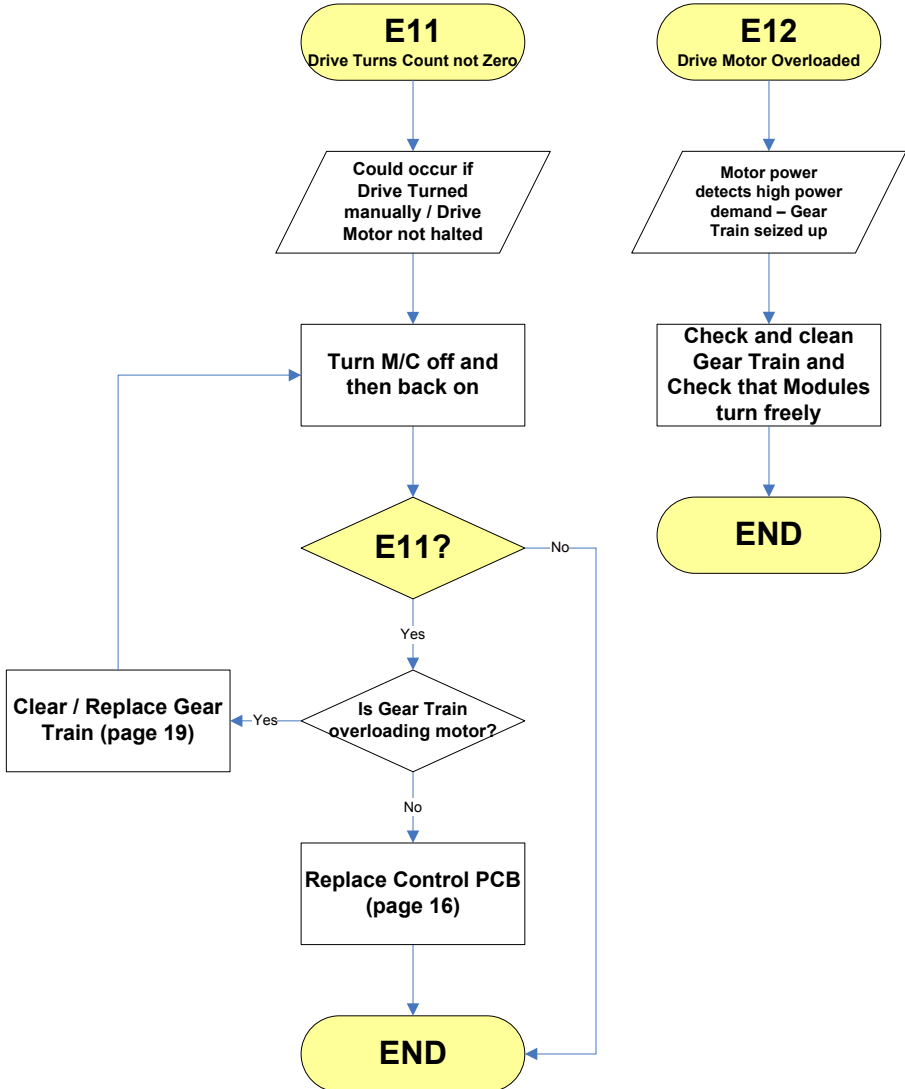 E11
Drive Turns Count not Zero
Could occur if
Drive Turned
manually / Drive
Motor not halted
Turn M/C off and
then back on
E11?
No
Yes
Is Gear Train
overloading motor?
Yes
Clear / Replace Gear
Train (page 19)
No
Replace Control PCB
(page 16)
END
E12
Drive Motor Overloaded
Motor power
detects high power
demand – Gear
Train seized up
Check and clean
Gear Train and
Check that Modules
turn freely
END